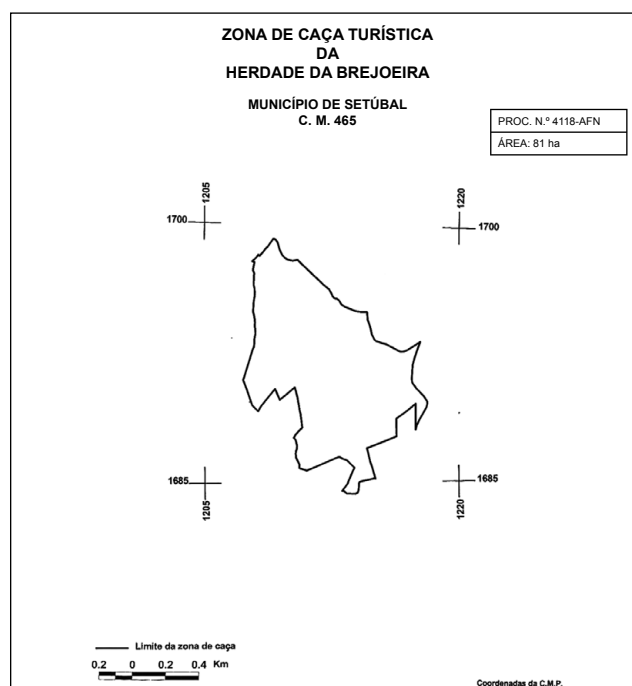 ZONA DE CAÇA TURÍSTICA
DA
HERDADE DA BREJOEIRA
MUNICÍPIO DE SETÚBAL
C. M. 465
PROC. N.º 4118-AFN
ÁREA: 81 ha
1205
1220
1700
1700
1685
1685
1205
1220
Limite da zona de caça
0.2 0 0.2 0.4 Km
Coordenadas da C.M.P.